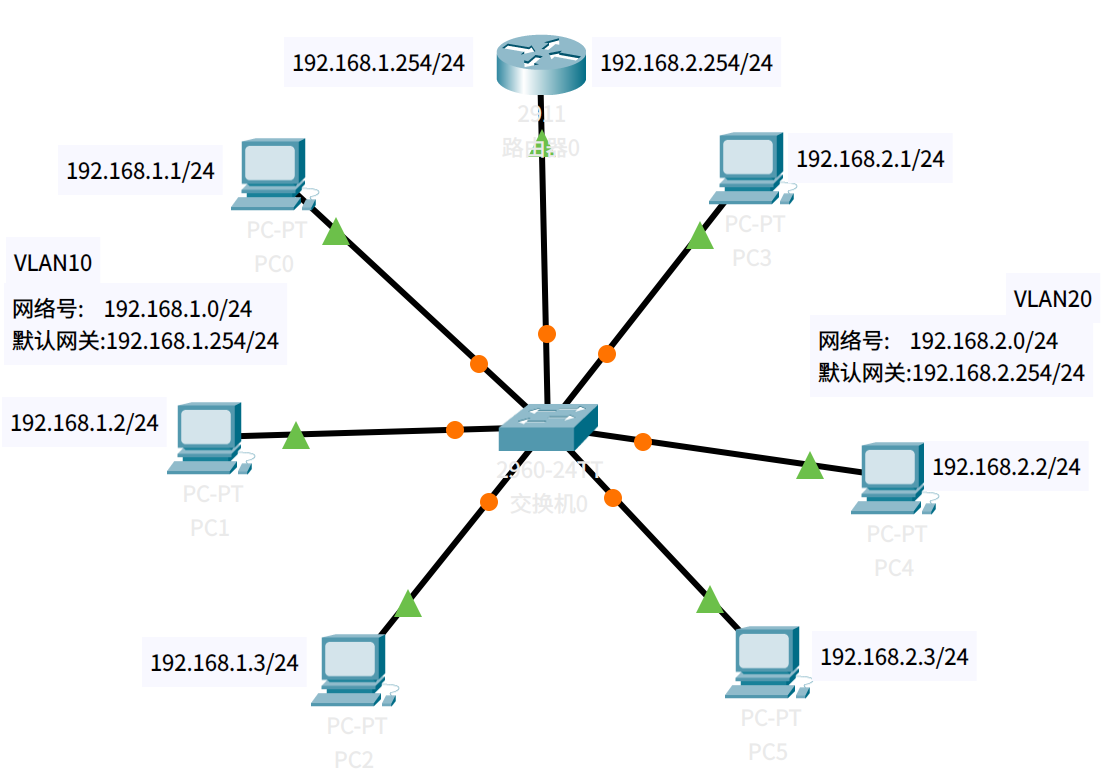 192.168.1.254/24
192.168.2.254/24
2911
路由器0
192.168.1.1/24
PC-PT
PC0
192.168.2.1/24
PC-PT
PC3
VLAN10
网络号: 192.168.1.0/24
默认网关:192.168.1.254/24
VLAN20
网络号: 192.168.2.0/24
默认网关:192.168.2.254/24
192.168.1.2/24
PC-PT
PC1
2960-24TT
交换机0
192.168.2.2/24
PC-PT
PC4
192.168.1.3/24
PC-PT
PC2
192.168.2.3/24
PC-PT
PC5